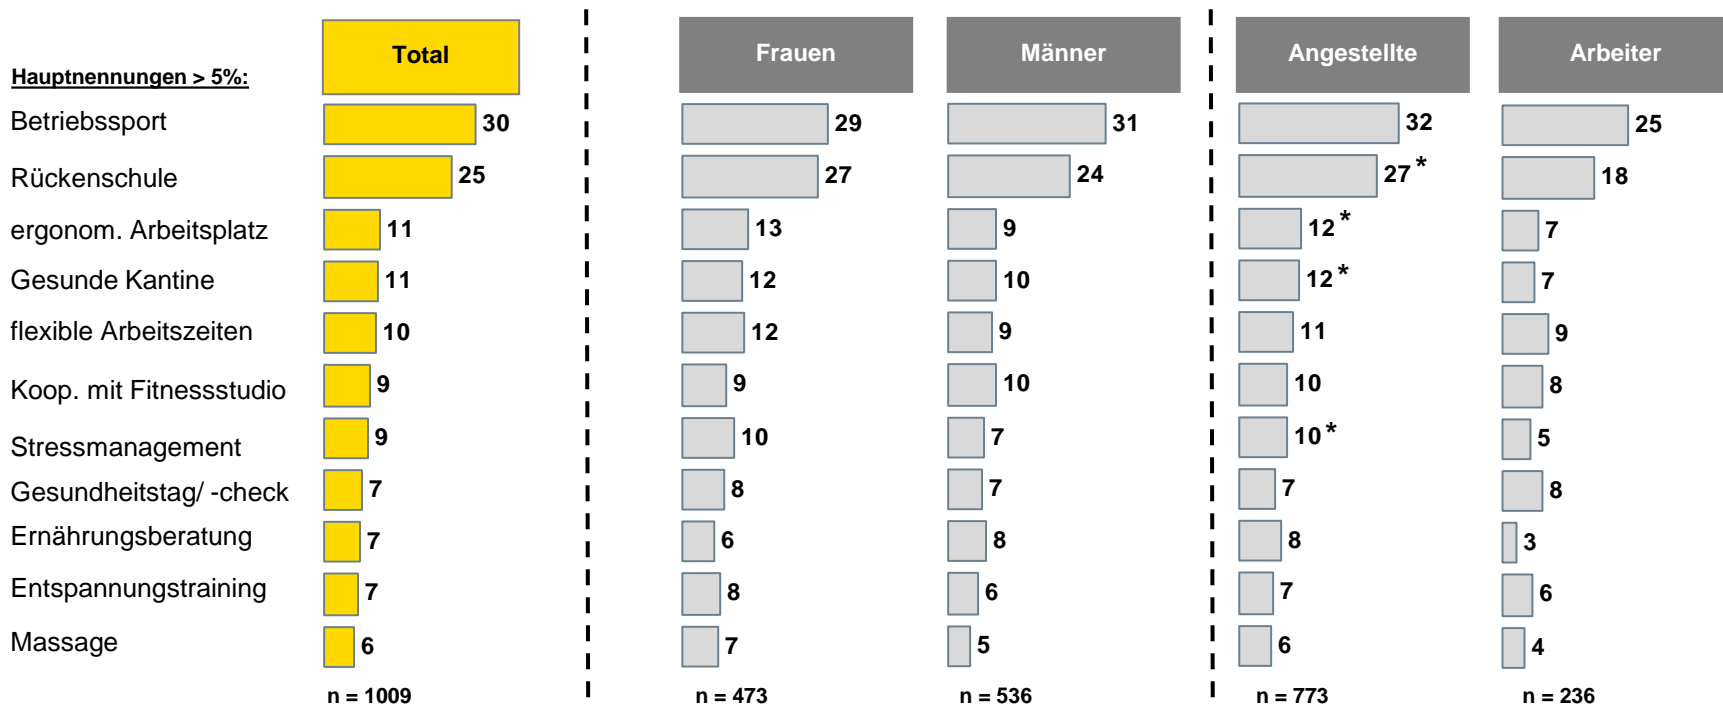 Total Frauen Männer Angestellte Arbeiter
Hauptnennungen > 5%:
Betriebssport 30 29 31 32 25
Rückenschule 25 27 24 27 * 18
ergonom. Arbeitsplatz 11 13 9 12 * 7
Gesunde Kantine 11 12 10 12 * 7
flexible Arbeitszeiten 10 12 9 11 9
Koop. mit Fitnessstudio 9 9 10 10 8
Stressmanagement 9 10 7 10 * 5
Gesundheitstag/ -check 7 8 7 7 8
Ernährungsberatung 7 6 8 8 3
Entspannungstraining 7 8 6 7 6
Massage 6 7 5 6 4
n = 1009 n = 473 n = 536 n = 773 n = 236